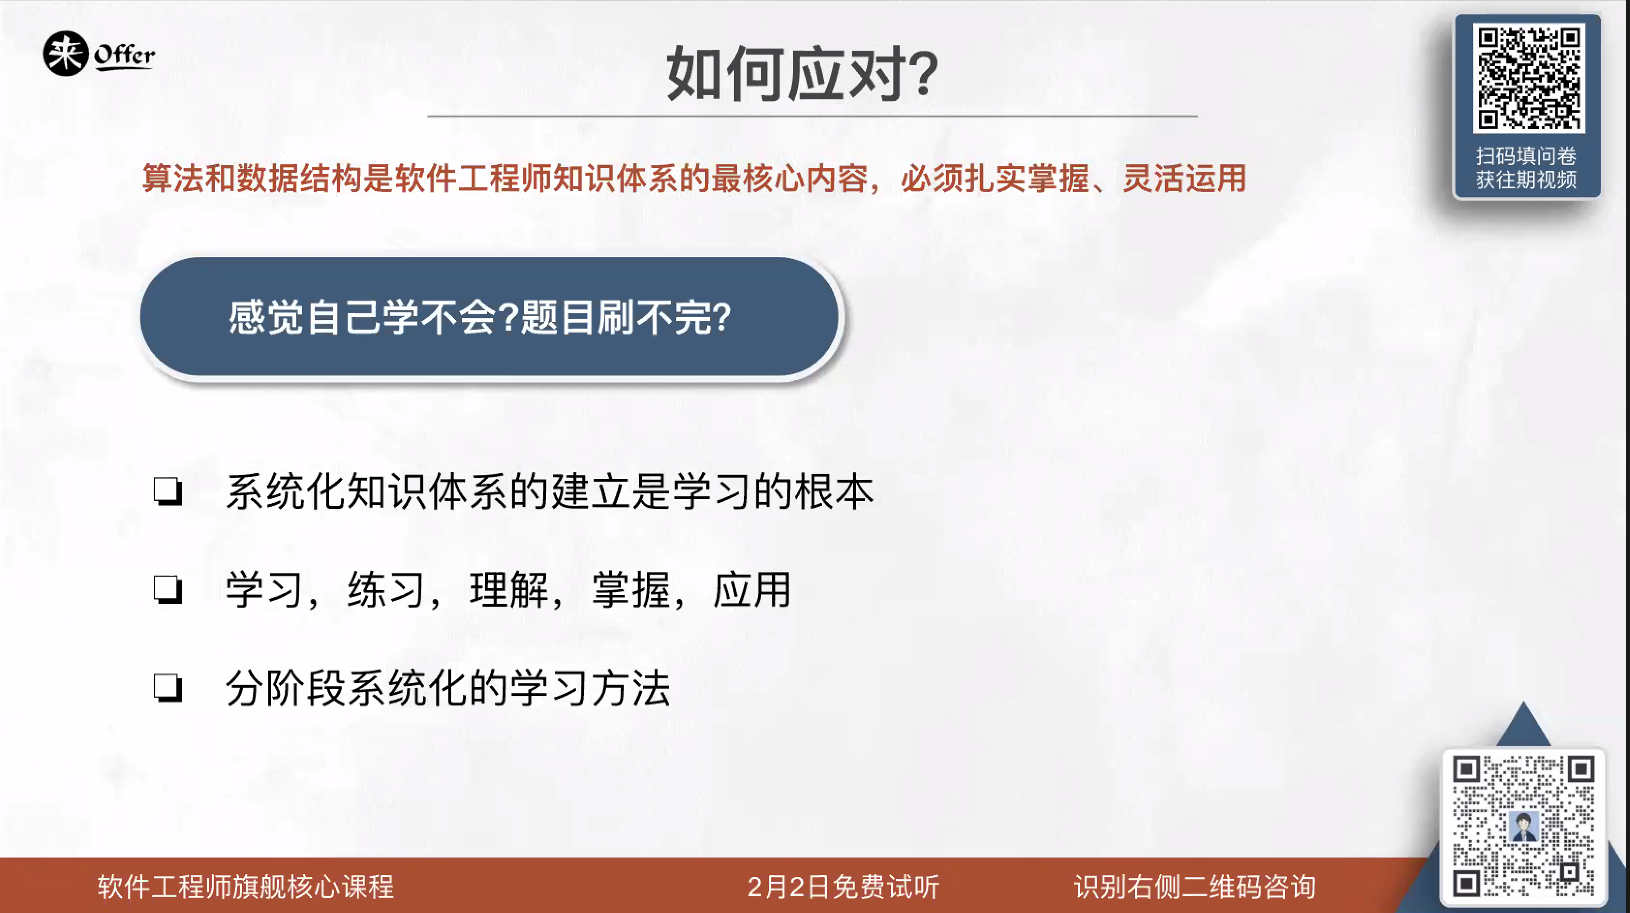 来Offer
如何应对?
扫码填问卷
获往期视频
算法和数据结构是软件工程师知识体系的最核心内容，必须扎实掌握、灵活运用
感觉自己学不会?题目刷不完?
系统化知识体系的建立是学习的根本
学习，练习，理解，掌握，应用
分阶段系统化的学习方法
软件工程师旗舰核心课程
2月2日免费试听
识别右侧二维码咨询